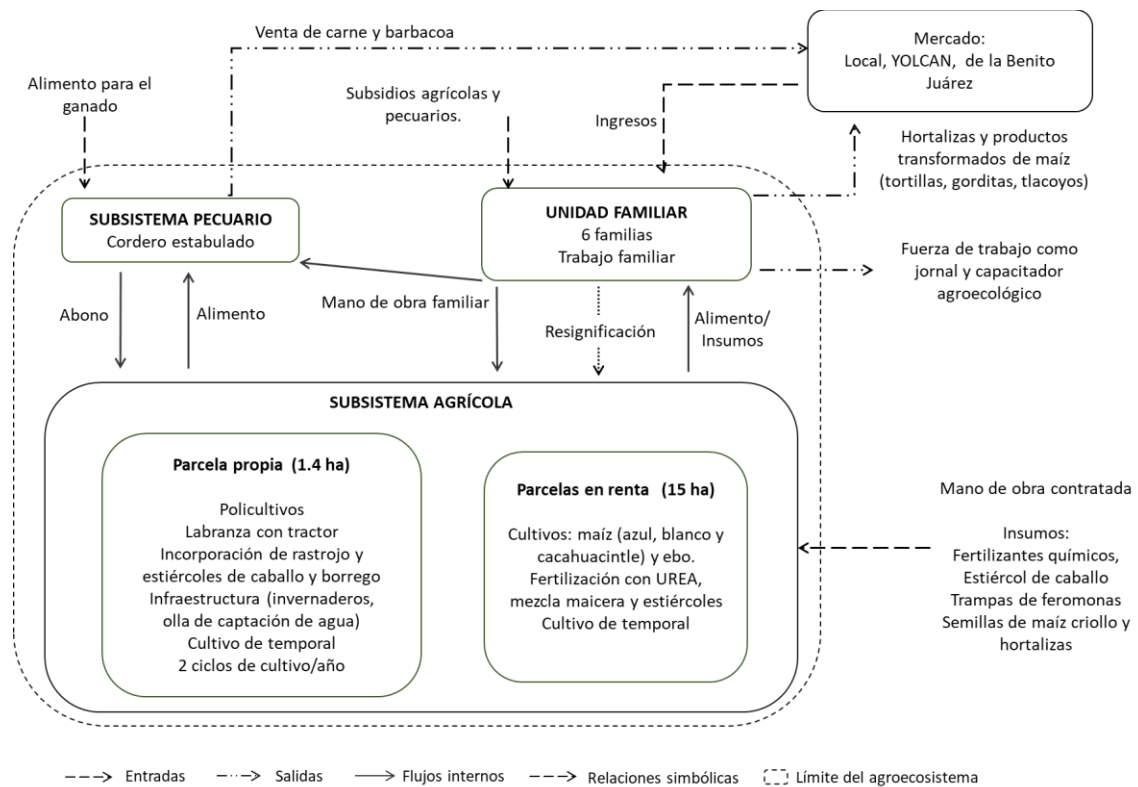 Venta de carne y barbacoa
Mercado:
Local, YOLCAN, de la Benito
Juárez
Alimento para el
ganado
Subsidios agrícolas y
pecuarios.
Ingresos
Hortalizas y productos
transformados de maíz
(tortillas, gorditas, tlacoyos)
SUBSISTEMA PECUARIO
Cordero estabulado
UNIDAD FAMILIAR
6 familias
Trabajo familiar
Fuerza de trabajo como
jornal y capacitador
agroecológico
Abono
Alimento
Mano de obra familiar
Resignificación
Alimento/
Insumos
SUBSISTEMA AGRÍCOLA
Parcela propia (1.4 ha)
Policultivos
Labranza con tractor
Incorporación de rastrojo y
estiércoles de caballo y borrego
Infraestructura (invernaderos,
olla de captación de agua)
Cultivo de temporal
2 ciclos de cultivo/año
Parcelas en renta (15 ha)
Cultivos: maíz (azul, blanco y
cacahuacintle) y ebo.
Fertilización con UREA,
mezcla maicera y estiércoles
Cultivo de temporal
Mano de obra contratada
Insumos:
Fertilizantes químicos,
Estiércol de caballo
Trampas de feromonas
Semillas de maíz criollo y
hortalizas
Entradas
Salidas
Flujos internos
Relaciones simbólicas
Límite del agroecosistema